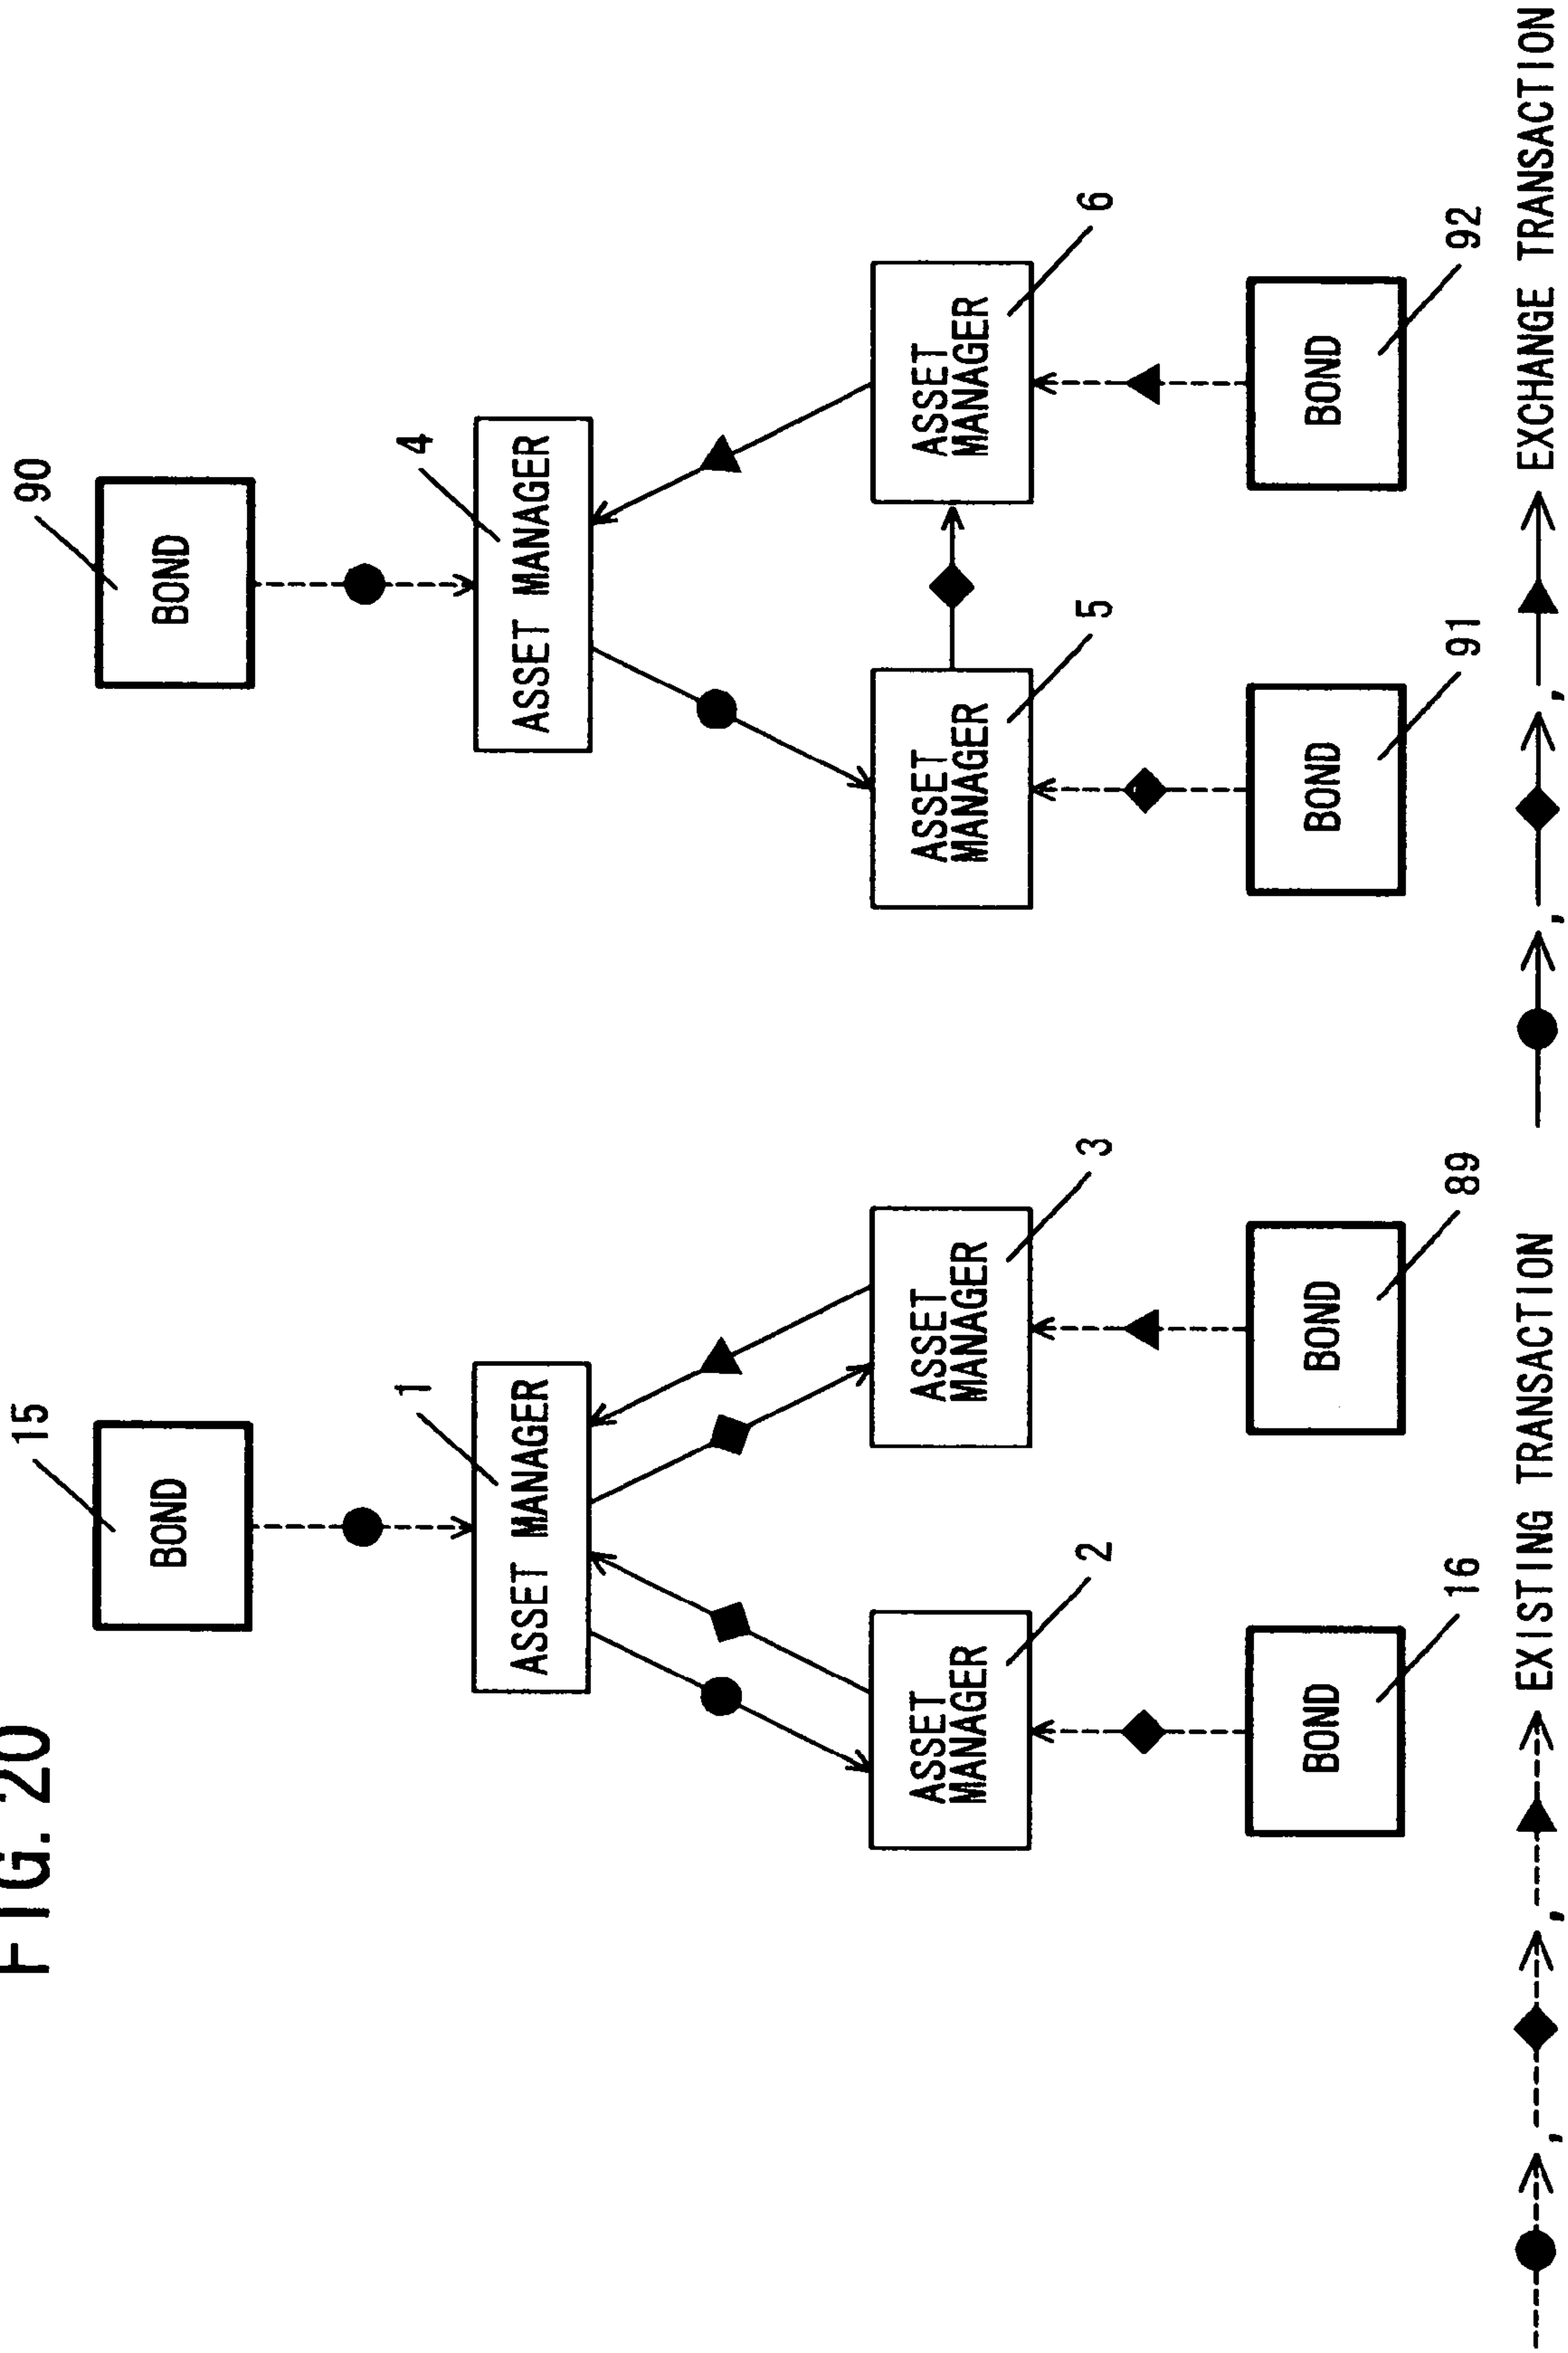 FIG. 20
15
BOND
1
ASSET MANAGER
ASSET
MANAGER
2
ASSET
MANAGER
3
BOND
16
BOND
89
90
BOND
4
ASSET MANAGER
ASSET
MANAGER
5
ASSET
MANAGER
6
BOND
91
BOND
92
, , EXISTING TRANSACTION
, , EXCHANGE TRANSACTION